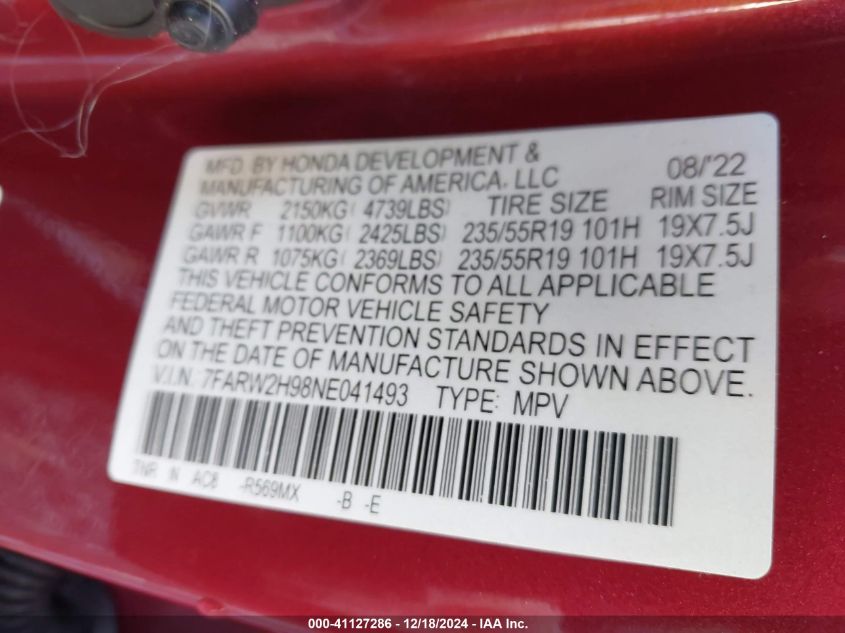 MFD. BY HONDA DEVELOPMENT &
MANUFACTURING OF AMERICA, LLC 08/'22
GVWR 2150KG( 4739LBS) TIRE SIZE RIM SIZE
GAWR F 1100KG( 2425LBS) 235/55R19 101H 19X7.5J
GAWR R 1075KG( 2369LBS) 235/55R19 101H 19X7.5J
THIS VEHICLE CONFORMS TO ALL APPLICABLE
FEDERAL MOTOR VEHICLE SAFETY
AND THEFT PREVENTION STANDARDS IN EFFECT
ON THE DATE OF MANUFACTURE SHOWN ABOVE.
V.I.N: 7FARW2H98NE041493 TYPE: MPV
TNR IN AC8 -R569MX -B -E
000-41127286 - 12/18/2024 - IAA Inc.